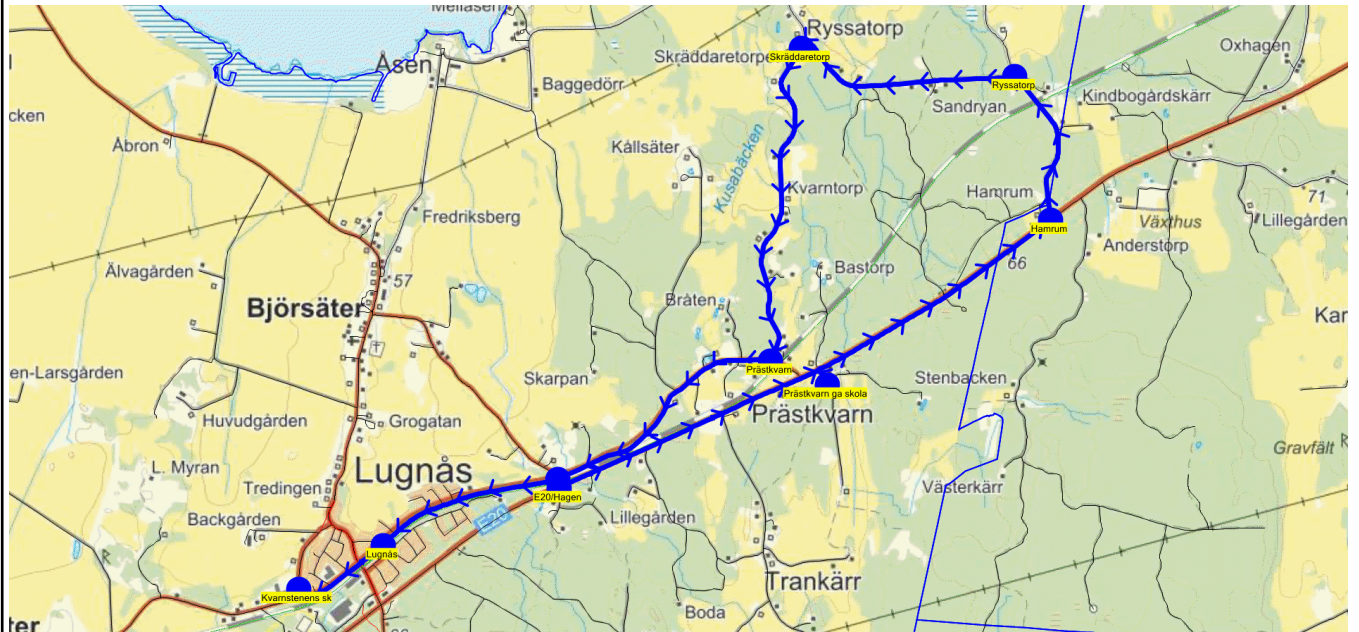 Mellåsen
Ryssatorp
Åsen
Skräddaretorp
Skräddaretorp
Oxhagen
Baggedörr
Ryssatorp
Sandryan
Kindbogårdskärr
cken
Åbron
Kållsäter
Kusabäcken
Kvarntorp
Hamrum
71
Växthus
Lillegården
Fredriksberg
Hamrum
Anderstorp
Älvagården
57
Bastorp
66
Björsäter
Bråten
Kar
en-Larsgården
Skarpan
Prästkvarn
Stenbacken
Prästkvarn ga skola
Huvudgården
Grogatan
Prästkvarn
Gravfält
R
L. Myran
Lugnås
Tredingen
E20/Hagen
Västerkärr
Backgården
E20
Lillegården
R
Lugnås
Trankärr
Kvarnstenens sk
Boda
ter